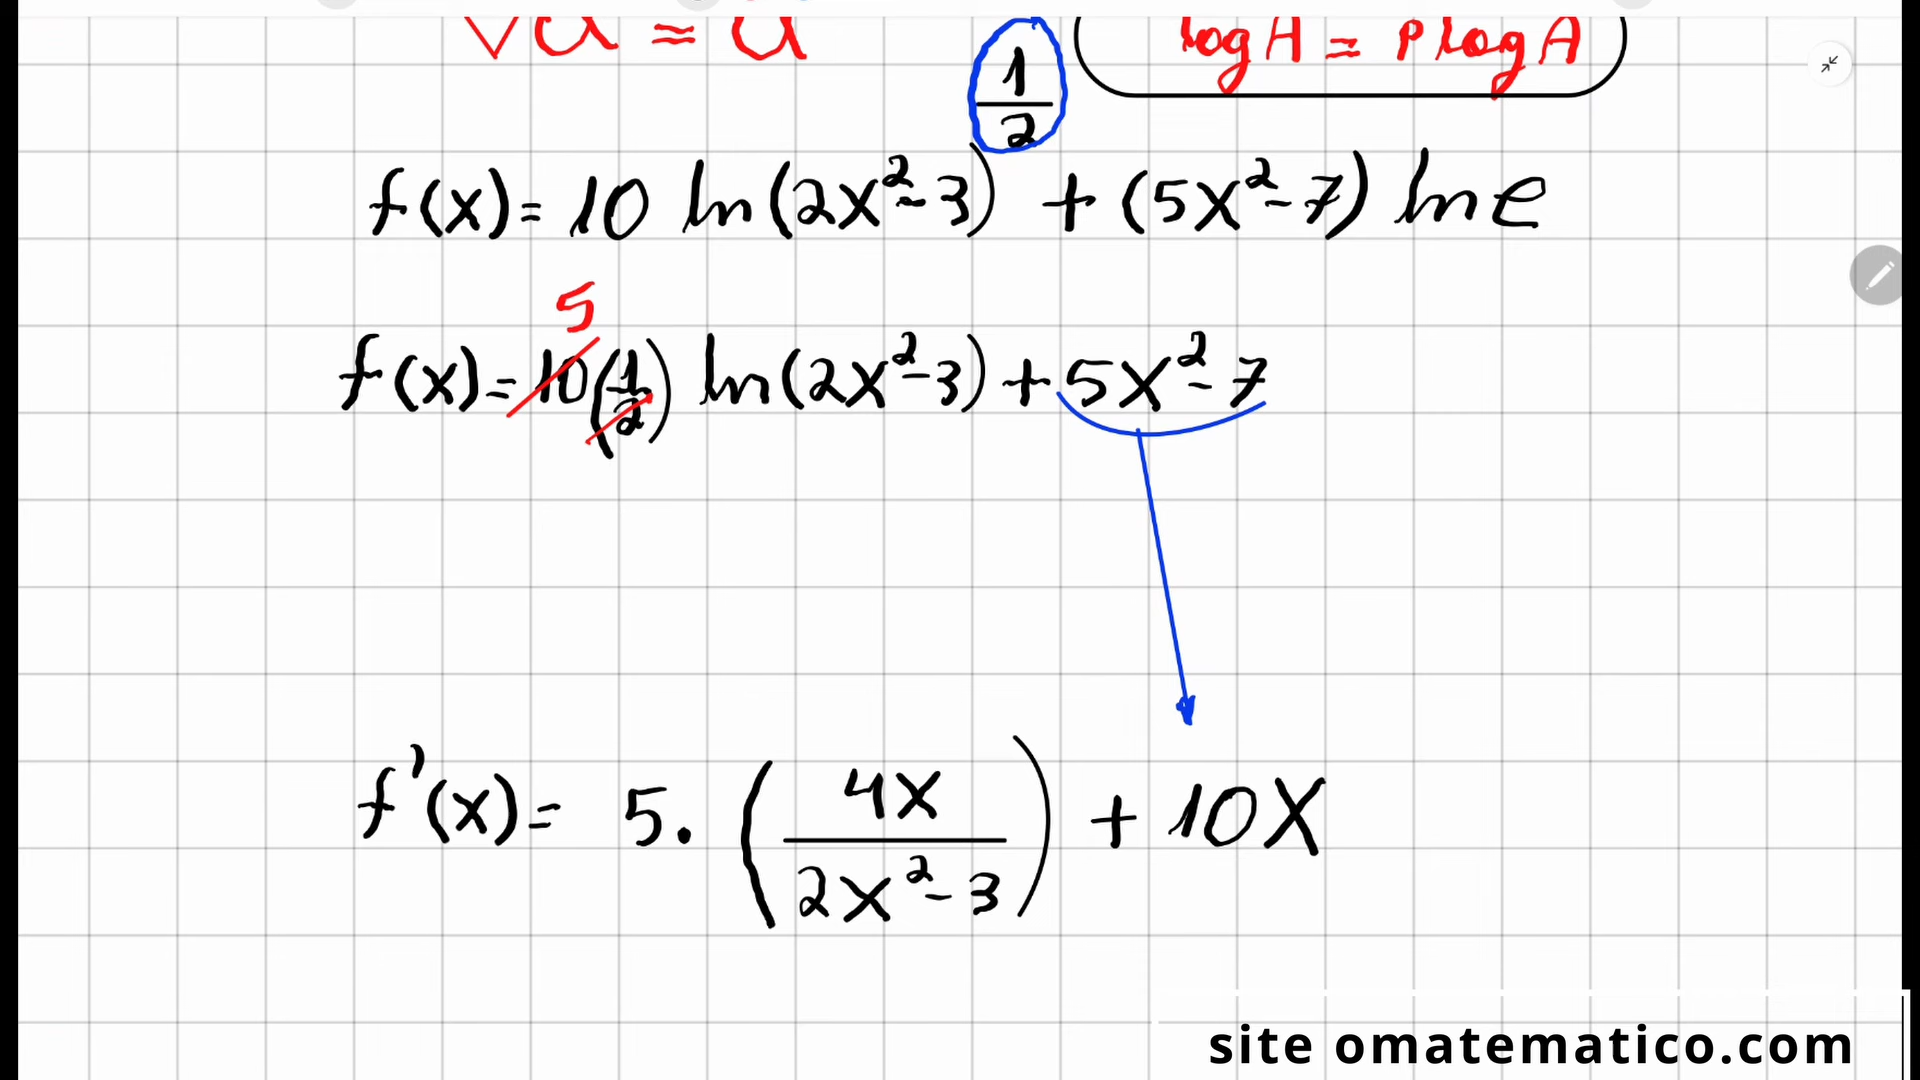 √a = a log A = P log A
1/2
f(x)= 10 ln(2x²-3) + (5x²-7) ln e
5
f(x)= 10(1/2) ln(2x²-3) + 5x²-7
f'(x)= 5. (4x/(2x²-3)) + 10x
site omatematico.com